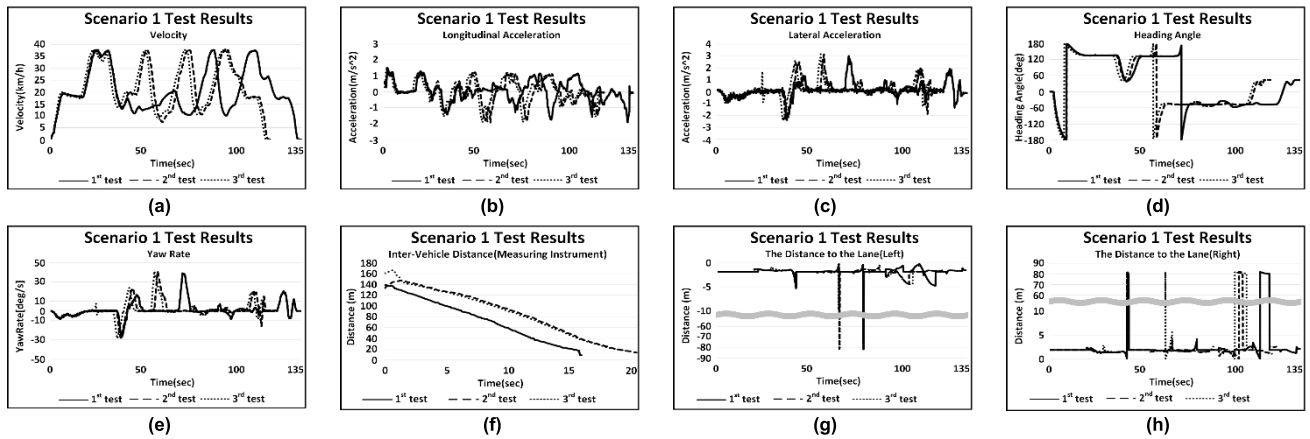 Scenario 1 Test Results
Velocity
Velocity(km/h)
40
35
30
25
20
15
10
5
0
0 50 100 135
Time(sec)
1st test 2nd test 3rd test
(a)
Scenario 1 Test Results
Longitudinal Acceleration
Acceleration(m/s^2)
3
2
1
0
-1
-2
-3
0 50 100 135
Time(sec)
1st test 2nd test 3rd test
(b)
Scenario 1 Test Results
Lateral Acceleration
Acceleration(m/s^2)
4
3
2
1
0
-1
-2
-3
-4
0 50 100 135
Time(sec)
1st test 2nd test 3rd test
(c)
Scenario 1 Test Results
Heading Angle
Heading Angle(deg)
180
120
60
0
-60
-120
-180
0 50 100 135
Time(sec)
1st test 2nd test 3rd test
(d)
Scenario 1 Test Results
Yaw Rate
YawRate[deg/s]
50
40
30
20
10
0
-10
-30
-50
0 50 100 135
Time(sec)
1st test 2nd test 3rd test
(e)
Scenario 1 Test Results
Inter-Vehicle Distance(Measuring Instrument)
Distance (m)
180
160
140
120
100
80
60
40
20
0
0 5 10 15 20
Time(sec)
1st test 2nd test 3rd test
(f)
Scenario 1 Test Results
The Distance to the Lane(Left)
Distance (m)
0
-5
-10
-60
-70
-80
-90
0 50 100 135
Time(sec)
1st test 2nd test 3rd test
(g)
Scenario 1 Test Results
The Distance to the Lane(Right)
Distance (m)
90
80
70
60
10
5
0
0 50 100 135
Time(sec)
1st test 2nd test 3rd test
(h)